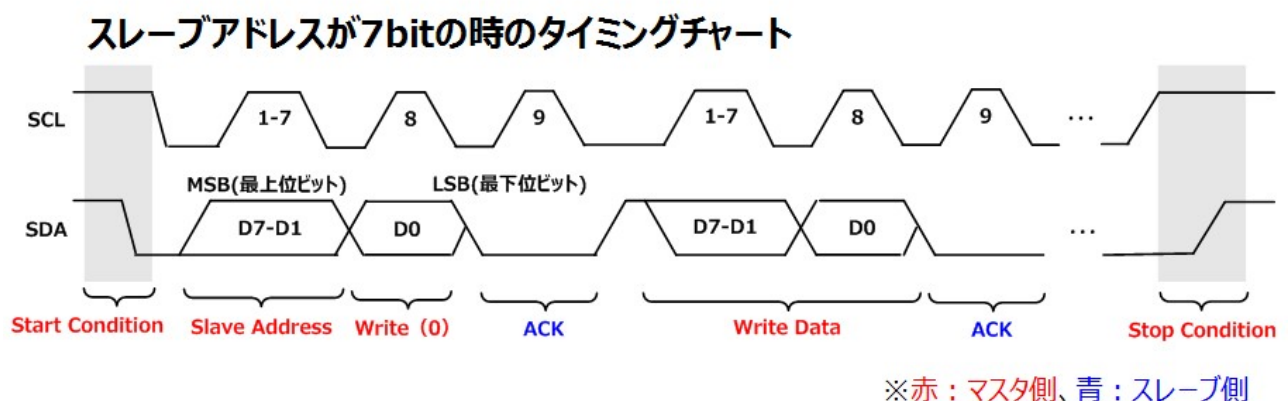 スレーブアドレスが7bitの時のタイミングチャート
SCL 1-7 8 9 1-7 8 9 ...
MSB(最上位ビット) LSB(最下位ビット)
SDA D7-D1 D0 D7-D1 D0 ...
Start Condition Slave Address Write（0） ACK Write Data ACK Stop Condition
※赤：マスタ側、青：スレーブ側